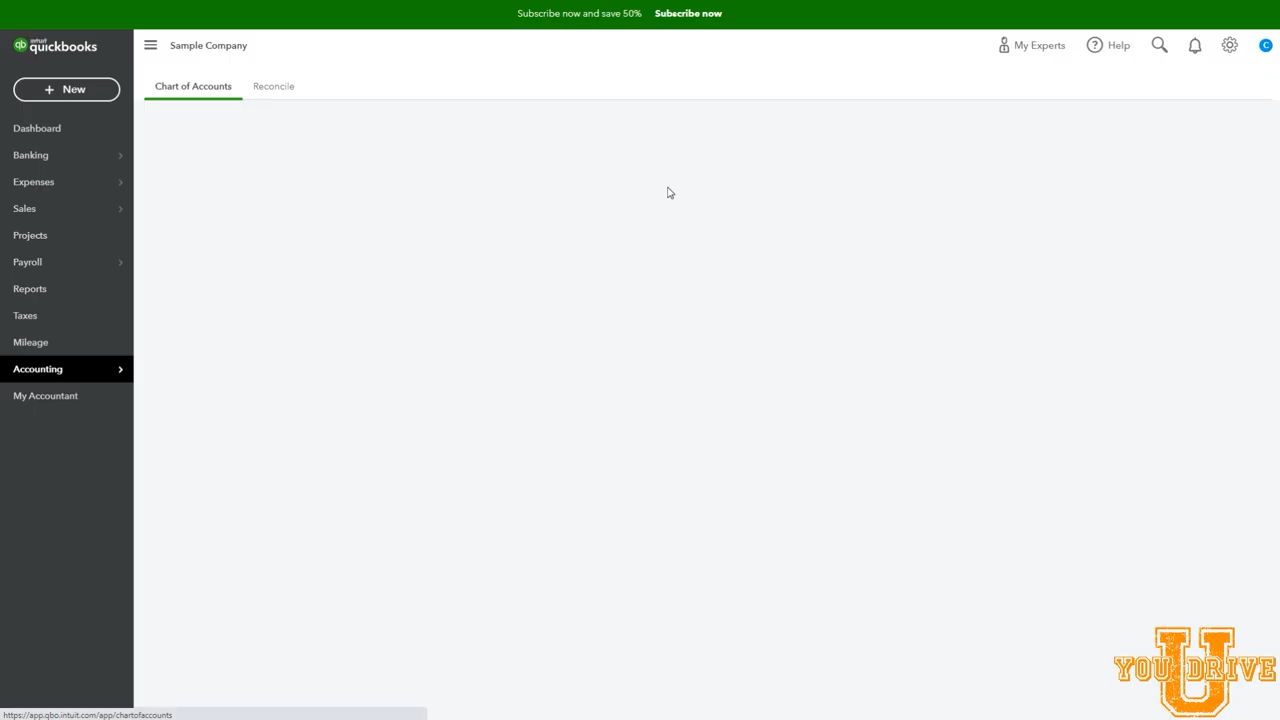 Subscribe now and save 50% Subscribe now
qb intuit quickbooks
Sample Company
My Experts
Help
C
+ New
Chart of Accounts
Reconcile
Dashboard
Banking
Expenses
Sales
Projects
Payroll
Reports
Taxes
Mileage
Accounting
My Accountant
U
YOU DRIVE
https://app.qbo.intuit.com/app/chartofaccounts